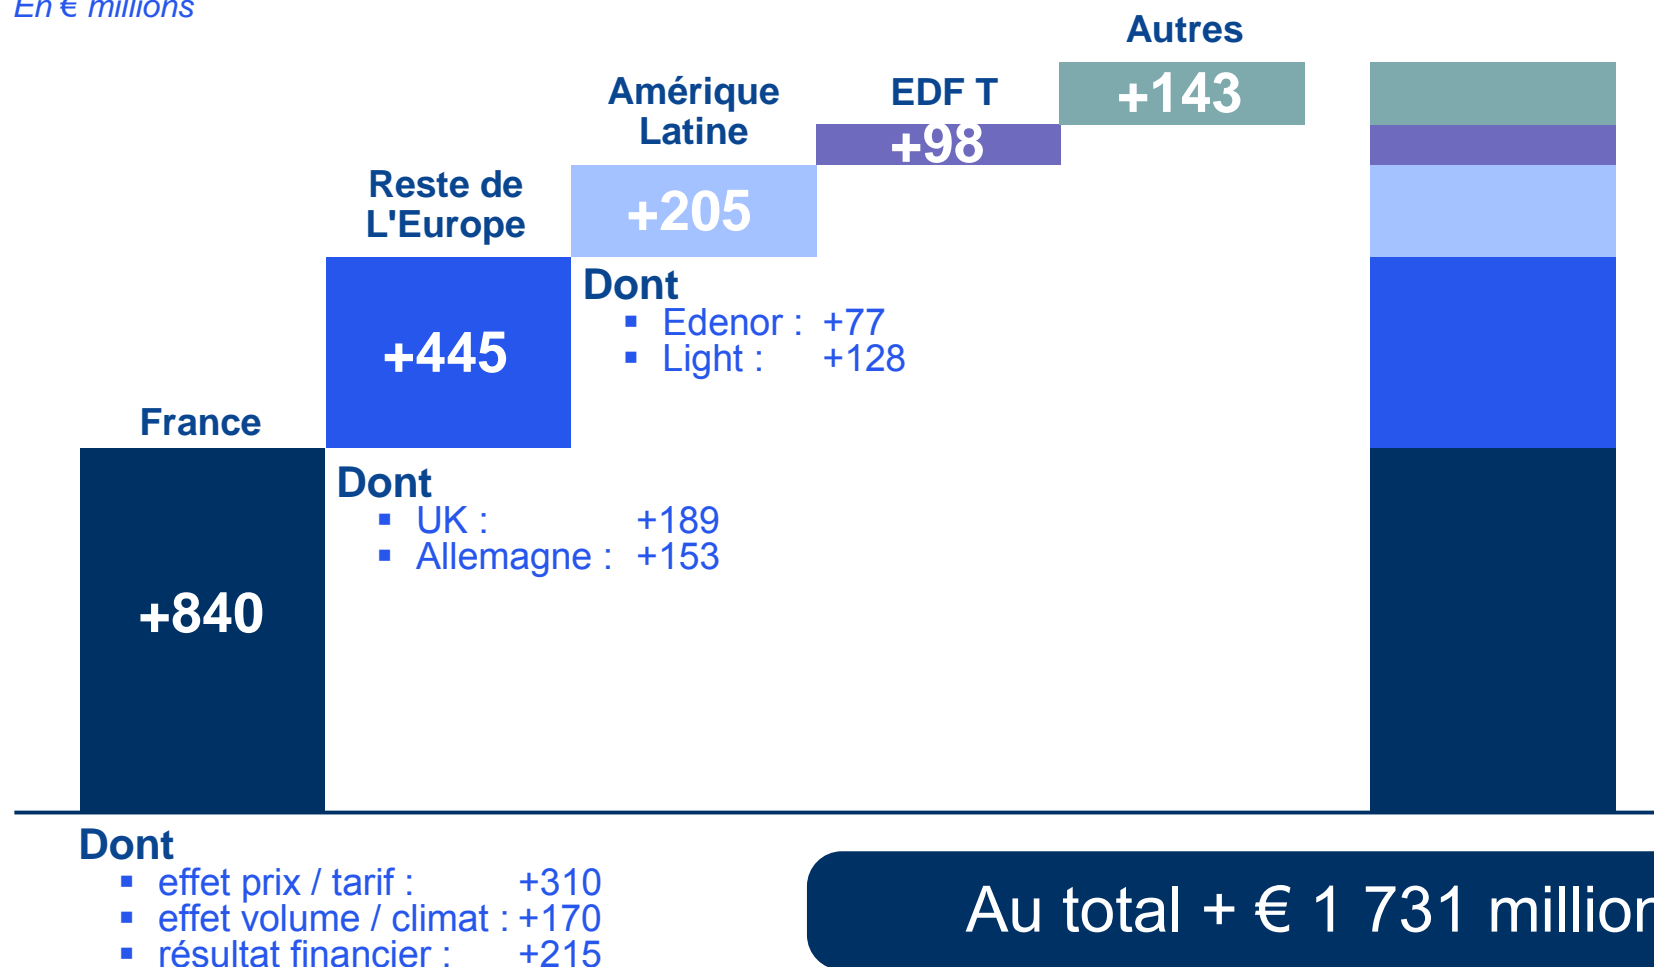 En € millions
Autres
+143
EDF T
+98
Amérique
Latine
+205
Reste de
L'Europe
+445
Dont
▪ Edenor : +77
▪ Light : +128
France
+840
Dont
▪ UK : +189
▪ Allemagne : +153
Dont
▪ effet prix / tarif : +310
▪ effet volume / climat : +170
▪ résultat financier : +215
Au total + € 1 731 million